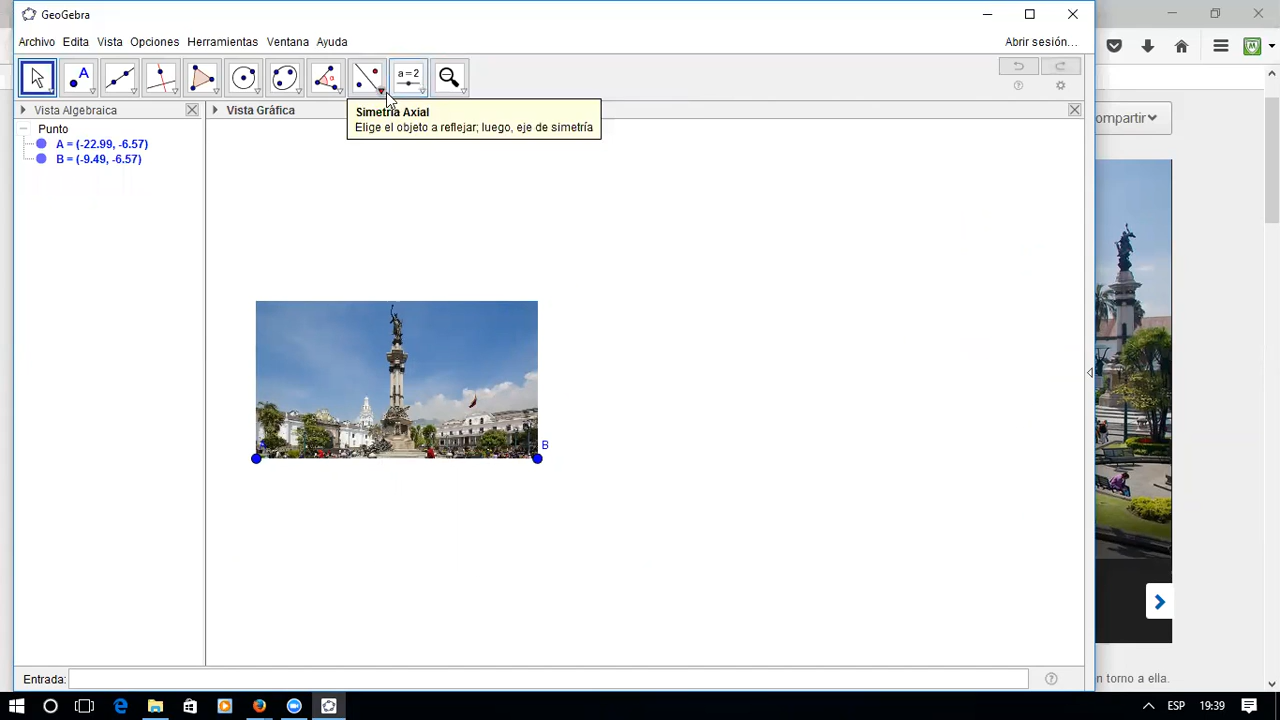 GeoGebra
Archivo Edita Vista Opciones Herramientas Ventana Ayuda Abrir sesión...
A a=2
Vista Algebraica Vista Gráfica
Simetría Axial
Elige el objeto a reflejar; luego, eje de simetría
ompartir
Punto
A = (-22.99, -6.57)
B = (-9.49, -6.57)
B
Entrada:
n torno a ella.
ESP 19:39